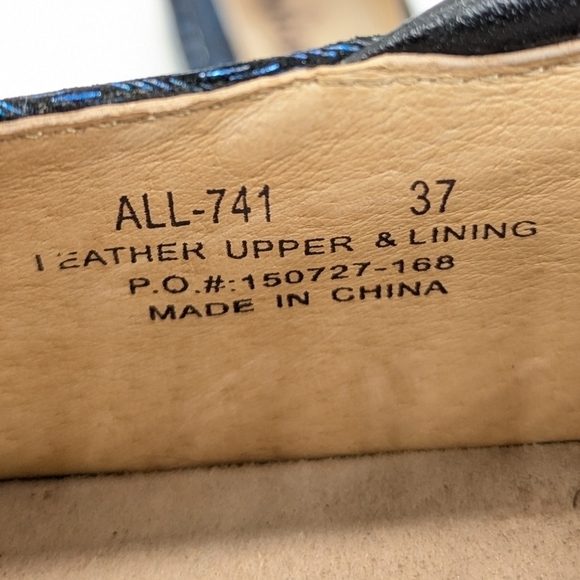 ALL-741 37
LEATHER UPPER & LINING
P.O.#:150727-168
MADE IN CHINA